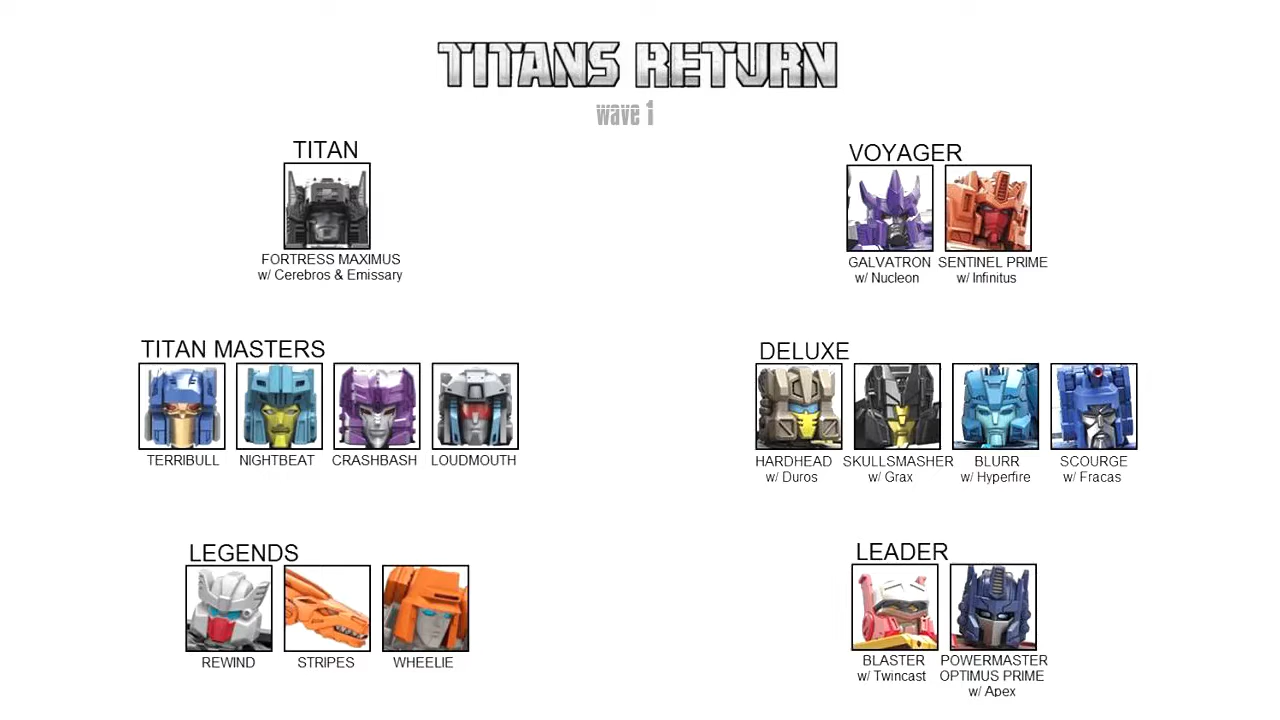 TITANS RETURN
wave 1
TITAN
FORTRESS MAXIMUS
w/ Cerebros & Emissary
VOYAGER
GALVATRON
w/ Nucleon
SENTINEL PRIME
w/ Infinitus
TITAN MASTERS
TERRIBULL
NIGHTBEAT
CRASHBASH
LOUDMOUTH
DELUXE
HARDHEAD
w/ Duros
SKULLSMASHER
w/ Grax
BLURR
w/ Hyperfire
SCOURGE
w/ Fracas
LEGENDS
REWIND
STRIPES
WHEELIE
LEADER
BLASTER
w/ Twincast
POWERMASTER
OPTIMUS PRIME
w/ Apex